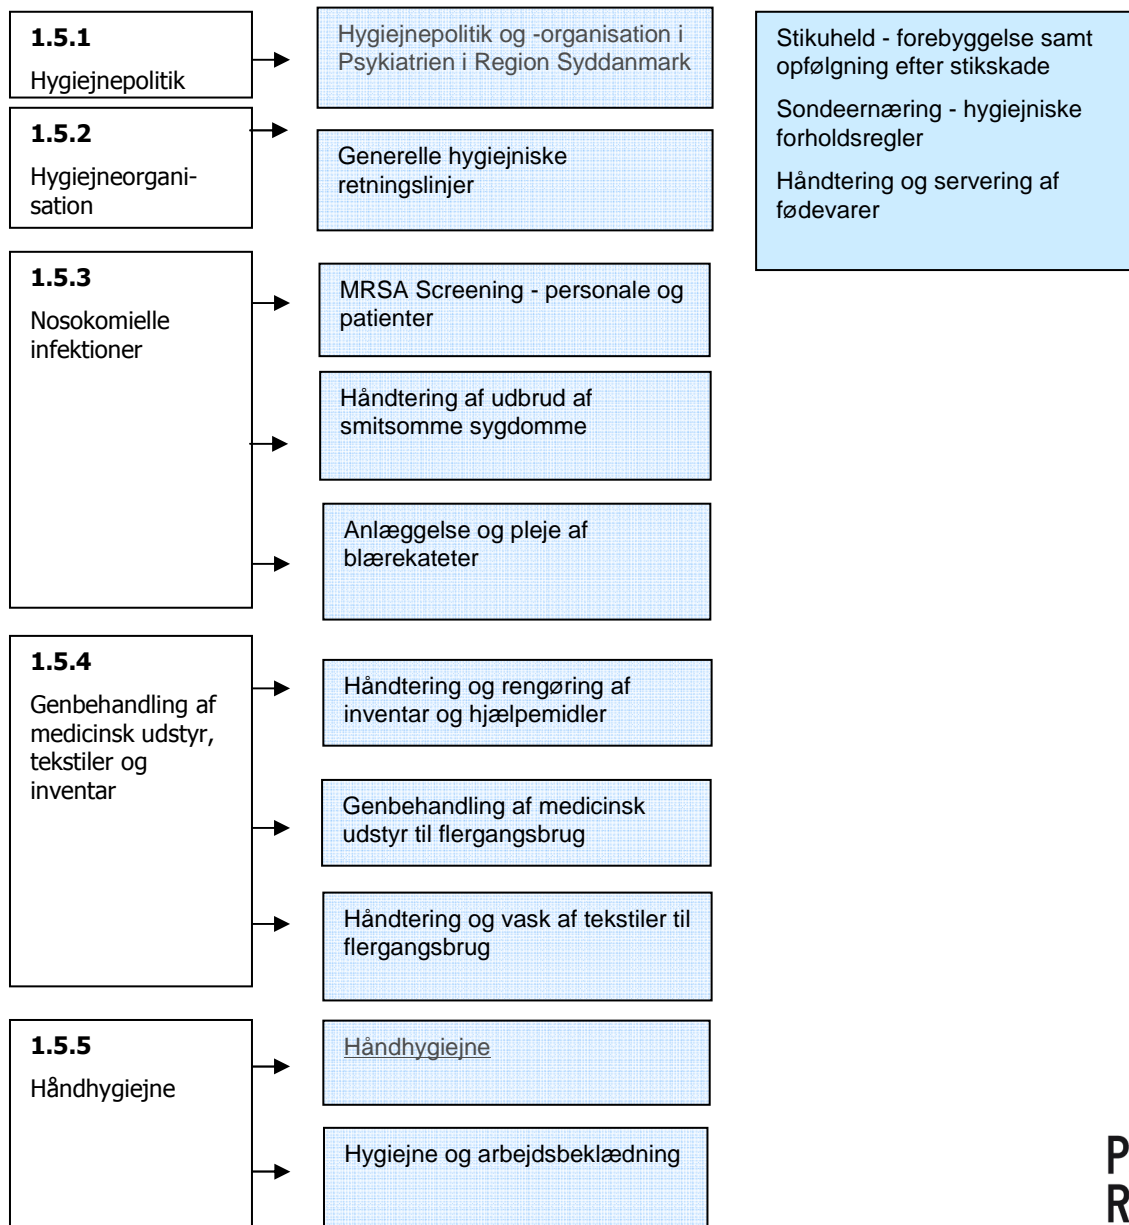 1.5.1
Hygiejnepolitik
Hygiejnepolitik og -organisation i
Psykiatrien i Region Syddanmark
Stikuheld - forebyggelse samt
opfølgning efter stikskade
Sondeernæring - hygiejniske
forholdsregler
Håndtering og servering af
fødevarer
1.5.2
Hygiejneorgani-
sation
Generelle hygiejniske
retningslinjer
1.5.3
Nosokomielle
infektioner
MRSA Screening - personale og
patienter
Håndtering af udbrud af
smitsomme sygdomme
Anlæggelse og pleje af
blærekateter
1.5.4
Genbehandling af
medicinsk udstyr,
tekstiler og
inventar
Håndtering og rengøring af
inventar og hjælpemidler
Genbehandling af medicinsk
udstyr til flergangsbrug
Håndtering og vask af tekstiler til
flergangsbrug
1.5.5
Håndhygiejne
Håndhygiejne
Hygiejne og arbejdsbeklædning
P
R